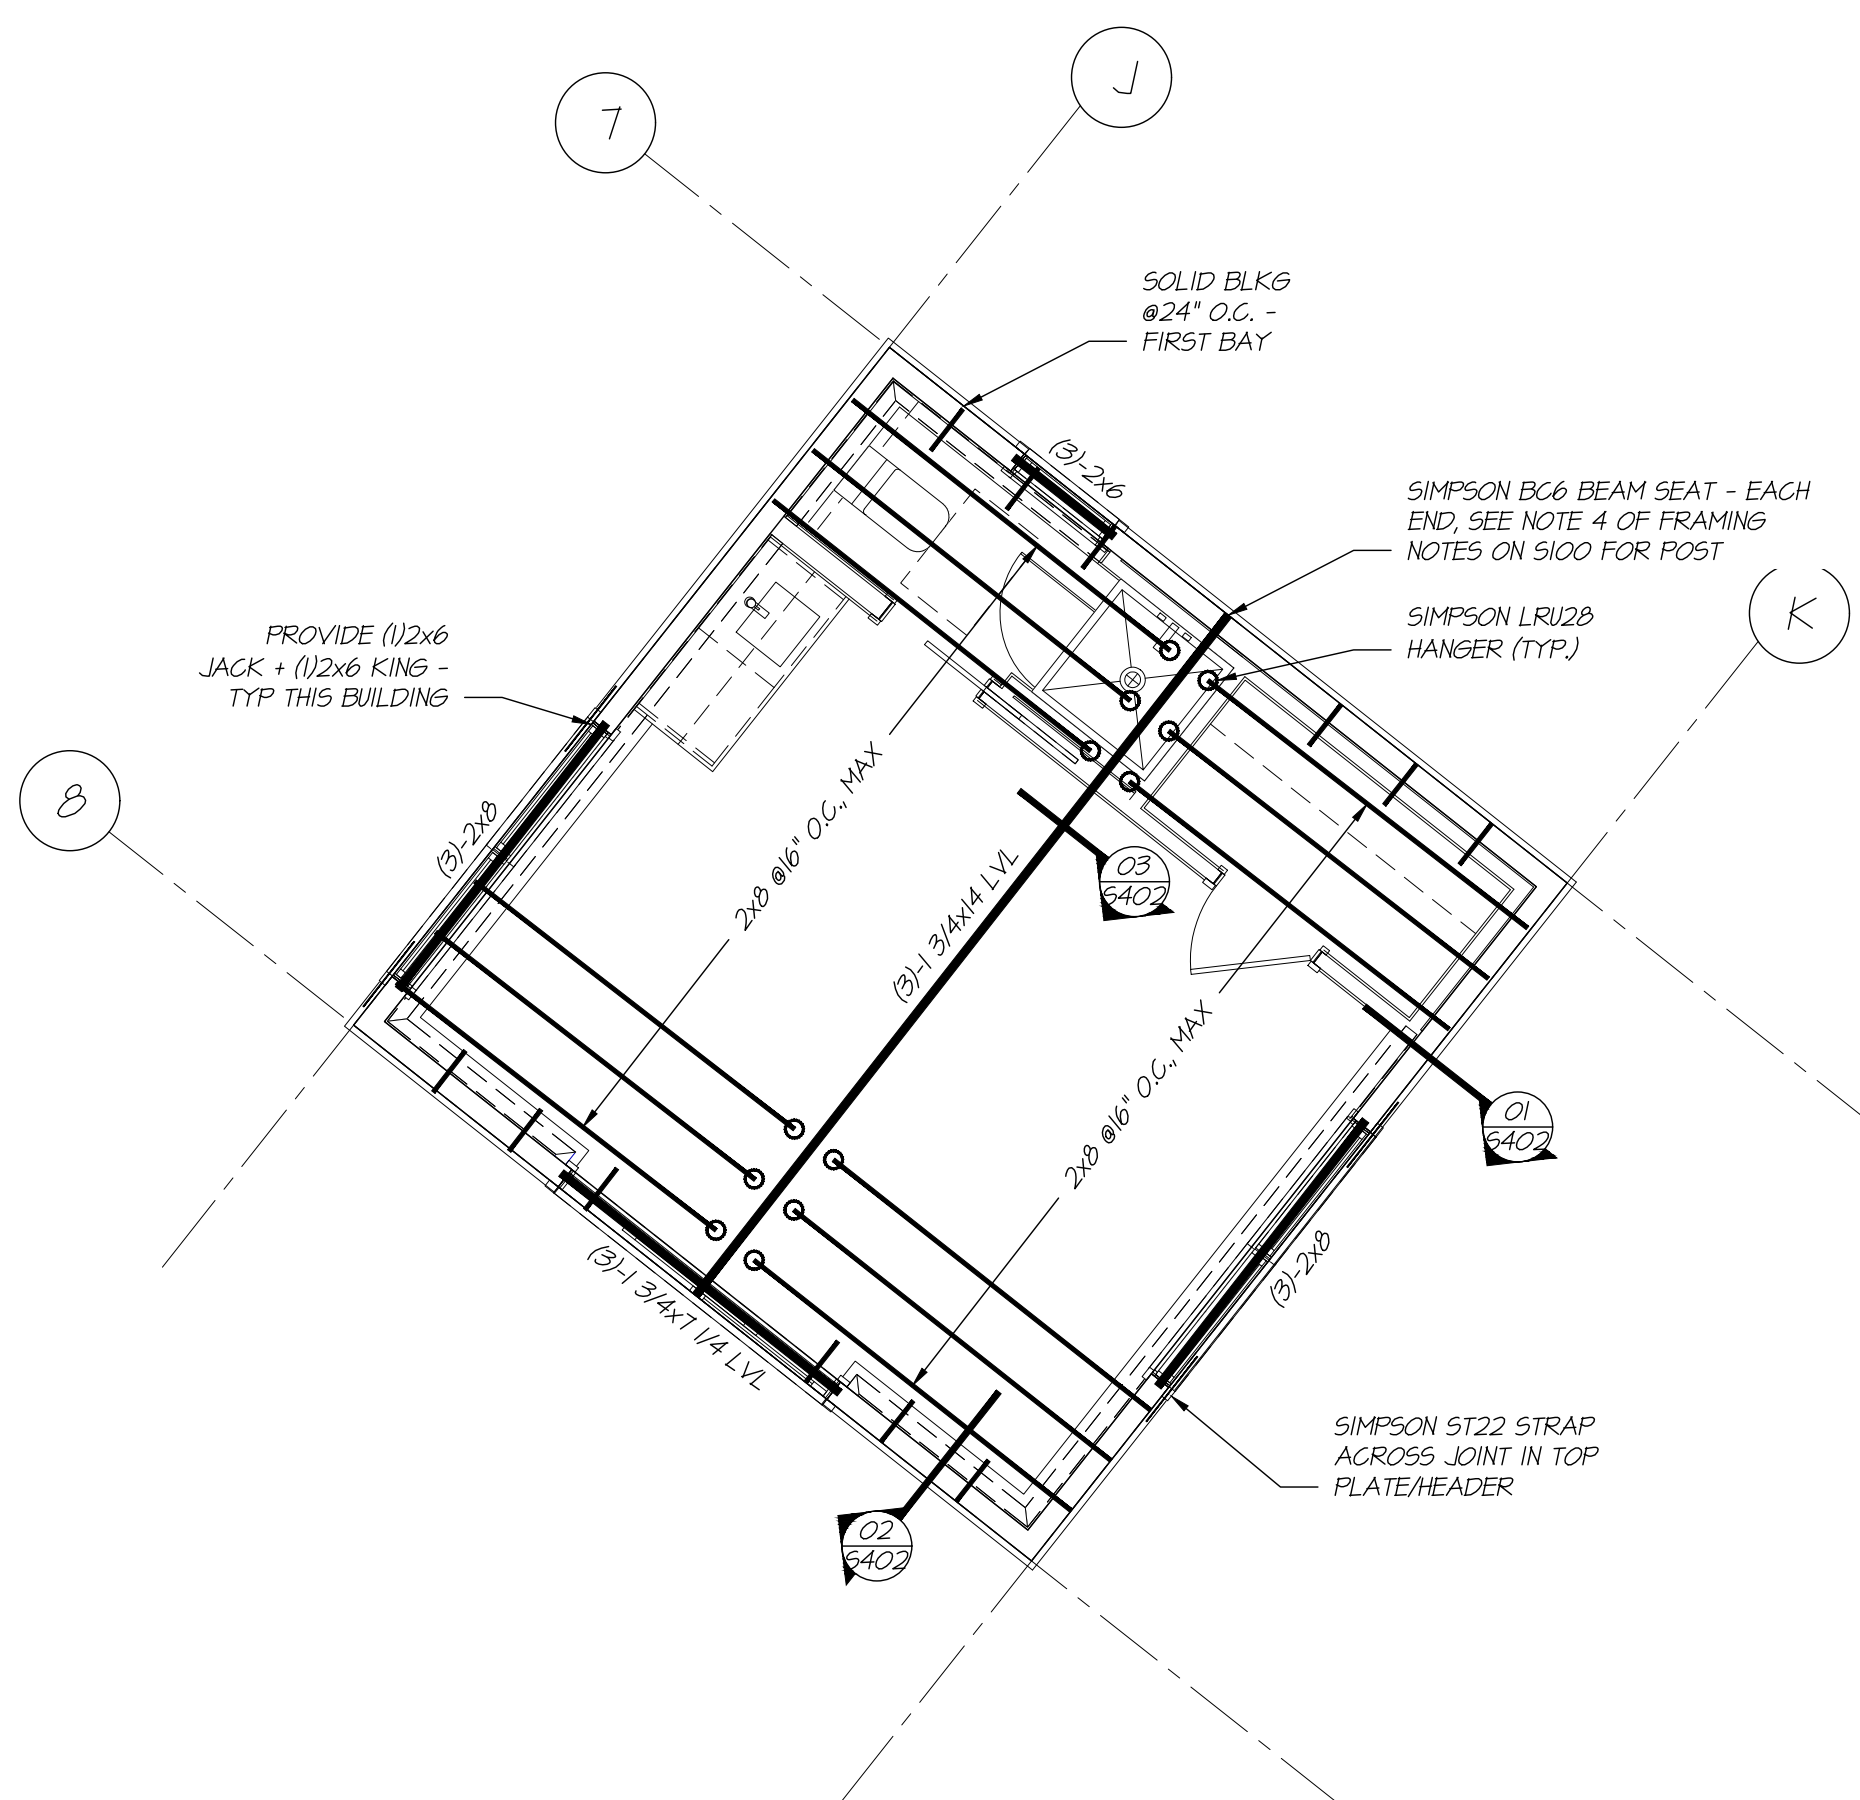 J
7
SOLID BLKG
@24" O.C. -
FIRST BAY
(3)-2x6
SIMPSON BC6 BEAM SEAT - EACH
END, SEE NOTE 4 OF FRAMING
NOTES ON S100 FOR POST
K
SIMPSON LRU28
HANGER (TYP.)
PROVIDE (1)2x6
JACK + (1)2x6 KING -
TYP THIS BUILDING
8
(3)-2x8
2x8 @16" O.C., MAX
(3)-1 3/4x14 LVL
03
S402
2x8 @16" O.C., MAX
01
S402
(3)-2x8
(3)-1 3/4x7 1/4 LVL
SIMPSON ST22 STRAP
ACROSS JOINT IN TOP
PLATE/HEADER
02
S402